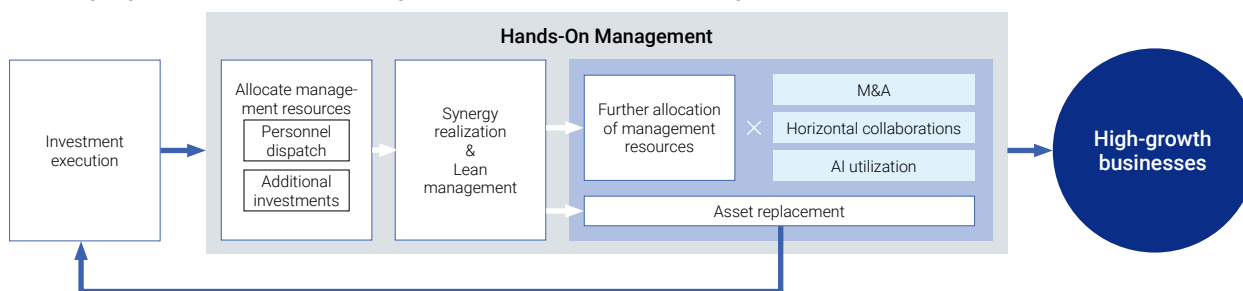 Hands-On Management
Investment
execution
Allocate manage-
ment resources
Personnel
dispatch
Additional
investments
Synergy
realization
&
Lean
management
Further allocation
of management
resources
×
M&A
Horizontal collaborations
AI utilization
Asset replacement
High-growth
businesses